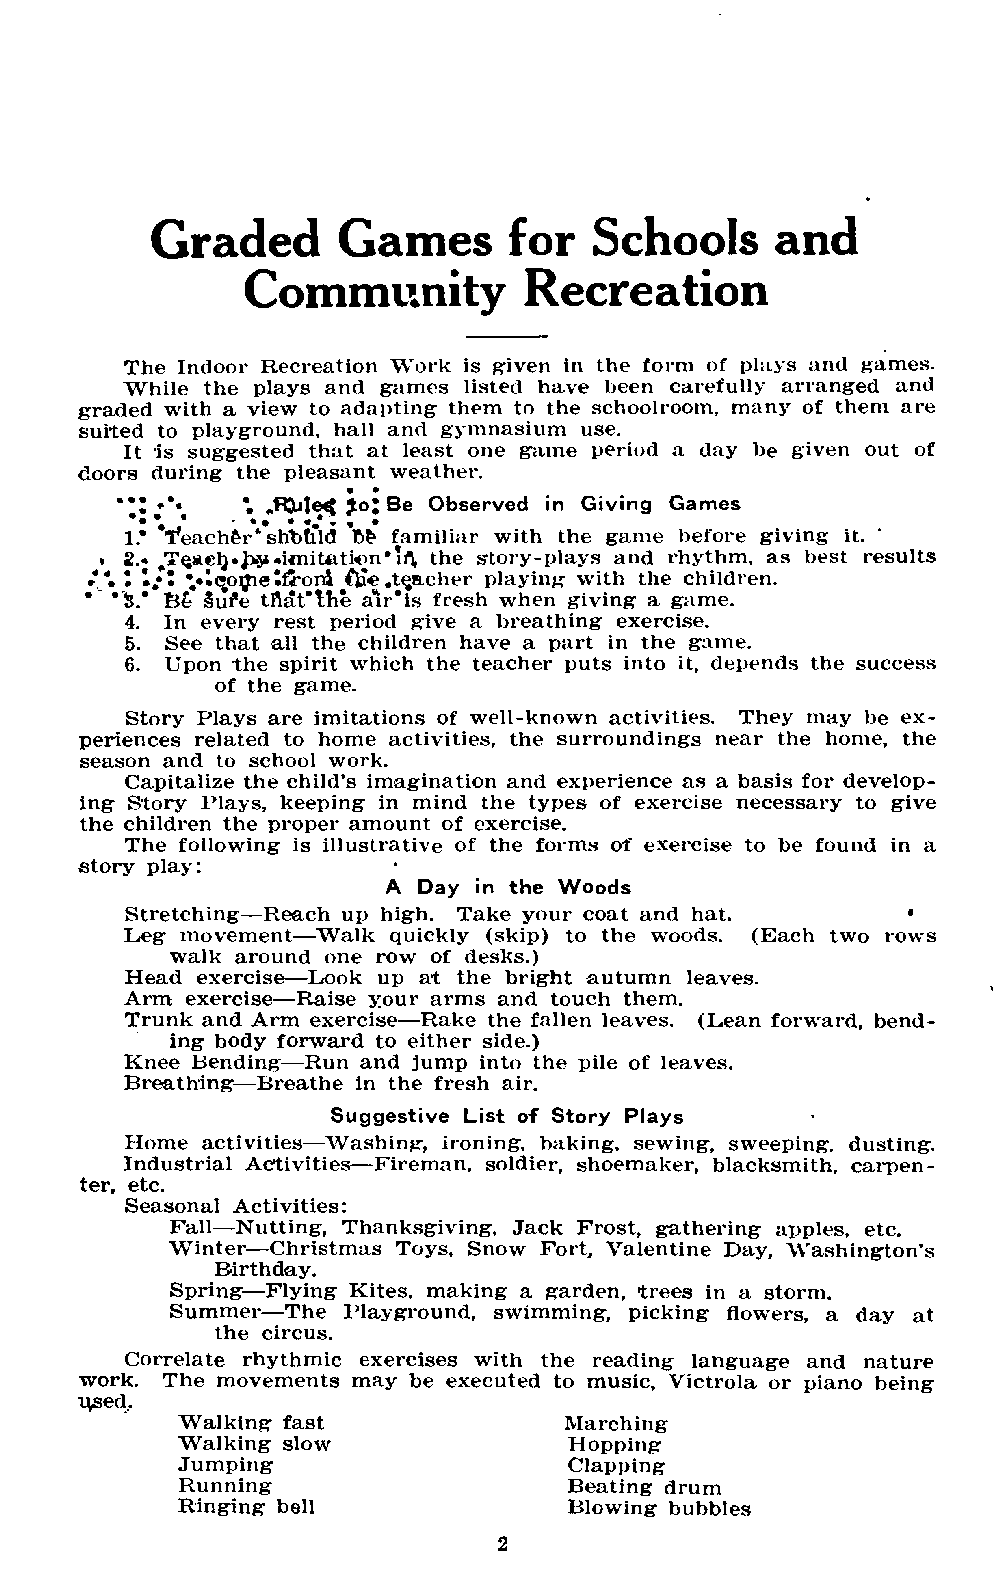 Graded Games for Schools and
Community Recreation
The Indoor Recreation Work is given in the form of plays and games.
While the plays and games listed have been carefully arranged and
graded with a view to adapting them to the schoolroom, many of them are
suited to playground, hall and gymnasium use.
It is suggested that at least one game period a day be given out of
doors during the pleasant weather.
Rules to Be Observed in Giving Games
1. Teacher should be familiar with the game before giving it.
2. Teach by imitation in the story-plays and rhythm, as best results
come from the teacher playing with the children.
3. Be sure that the air is fresh when giving a game.
4. In every rest period give a breathing exercise.
5. See that all the children have a part in the game.
6. Upon the spirit which the teacher puts into it, depends the success
of the game.
Story Plays are imitations of well-known activities. They may be ex-
periences related to home activities, the surroundings near the home, the
season and to school work.
Capitalize the child's imagination and experience as a basis for develop-
ing Story Plays, keeping in mind the types of exercise necessary to give
the children the proper amount of exercise.
The following is illustrative of the forms of exercise to be found in a
story play:
A Day in the Woods
Stretching—Reach up high. Take your coat and hat.
Leg movement—Walk quickly (skip) to the woods. (Each two rows
walk around one row of desks.)
Head exercise—Look up at the bright autumn leaves.
Arm exercise—Raise your arms and touch them.
Trunk and Arm exercise—Rake the fallen leaves. (Lean forward, bend-
ing body forward to either side.)
Knee Bending—Run and jump into the pile of leaves.
Breathing—Breathe in the fresh air.
Suggestive List of Story Plays
Home activities—Washing, ironing, baking, sewing, sweeping, dusting.
Industrial Activities—Fireman, soldier, shoemaker, blacksmith, carpen-
ter, etc.
Seasonal Activities:
Fall—Nutting, Thanksgiving, Jack Frost, gathering apples, etc.
Winter—Christmas Toys, Snow Fort, Valentine Day, Washington's
Birthday.
Spring—Flying Kites, making a garden, trees in a storm.
Summer—The Playground, swimming, picking flowers, a day at
the circus.
Correlate rhythmic exercises with the reading language and nature
work. The movements may be executed to music, Victrola or piano being
used.
Walking fast
Walking slow
Jumping
Running
Ringing bell
Marching
Hopping
Clapping
Beating drum
Blowing bubbles
2